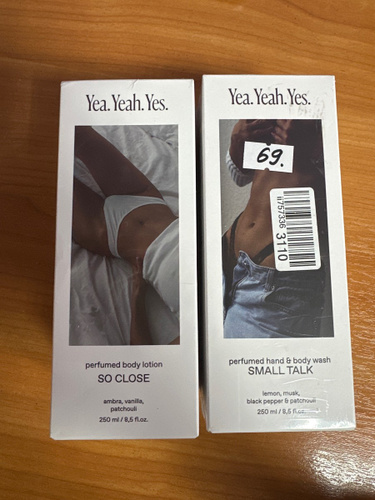 Yea.Yeah.Yes.
perfumed body lotion
SO CLOSE
ambra, vanilla,
patchouli
250 ml / 8,5 fl.oz.
Yea.Yeah.Yes.
69.
ii757336 3110
perfumed hand & body wash
SMALL TALK
lemon, musk,
black pepper & patchouli
250 ml / 8,5 fl.oz.